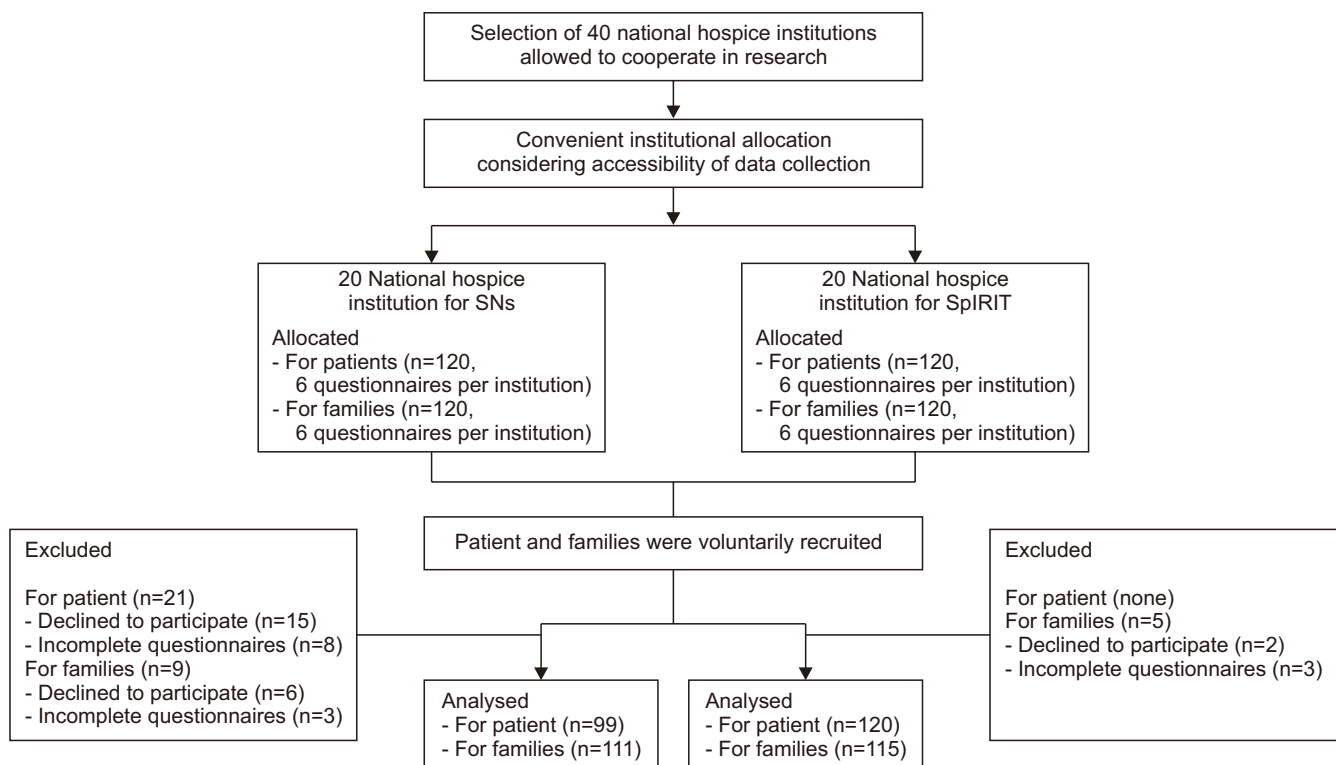 Selection of 40 national hospice institutions
allowed to cooperate in research
Convenient institutional allocation
considering accessibility of data collection
20 National hospice
institution for SNs
Allocated
- For patients (n=120,
6 questionnaires per institution)
- For families (n=120,
6 questionnaires per institution)
20 National hospice
institution for SpIRIT
Allocated
- For patients (n=120,
6 questionnaires per institution)
- For families (n=120,
6 questionnaires per institution)
Patient and families were voluntarily recruited
Excluded
For patient (n=21)
- Declined to participate (n=15)
- Incomplete questionnaires (n=8)
For families (n=9)
- Declined to participate (n=6)
- Incomplete questionnaires (n=3)
Excluded
For patient (none)
For families (n=5)
- Declined to participate (n=2)
- Incomplete questionnaires (n=3)
Analysed
- For patient (n=99)
- For families (n=111)
Analysed
- For patient (n=120)
- For families (n=115)